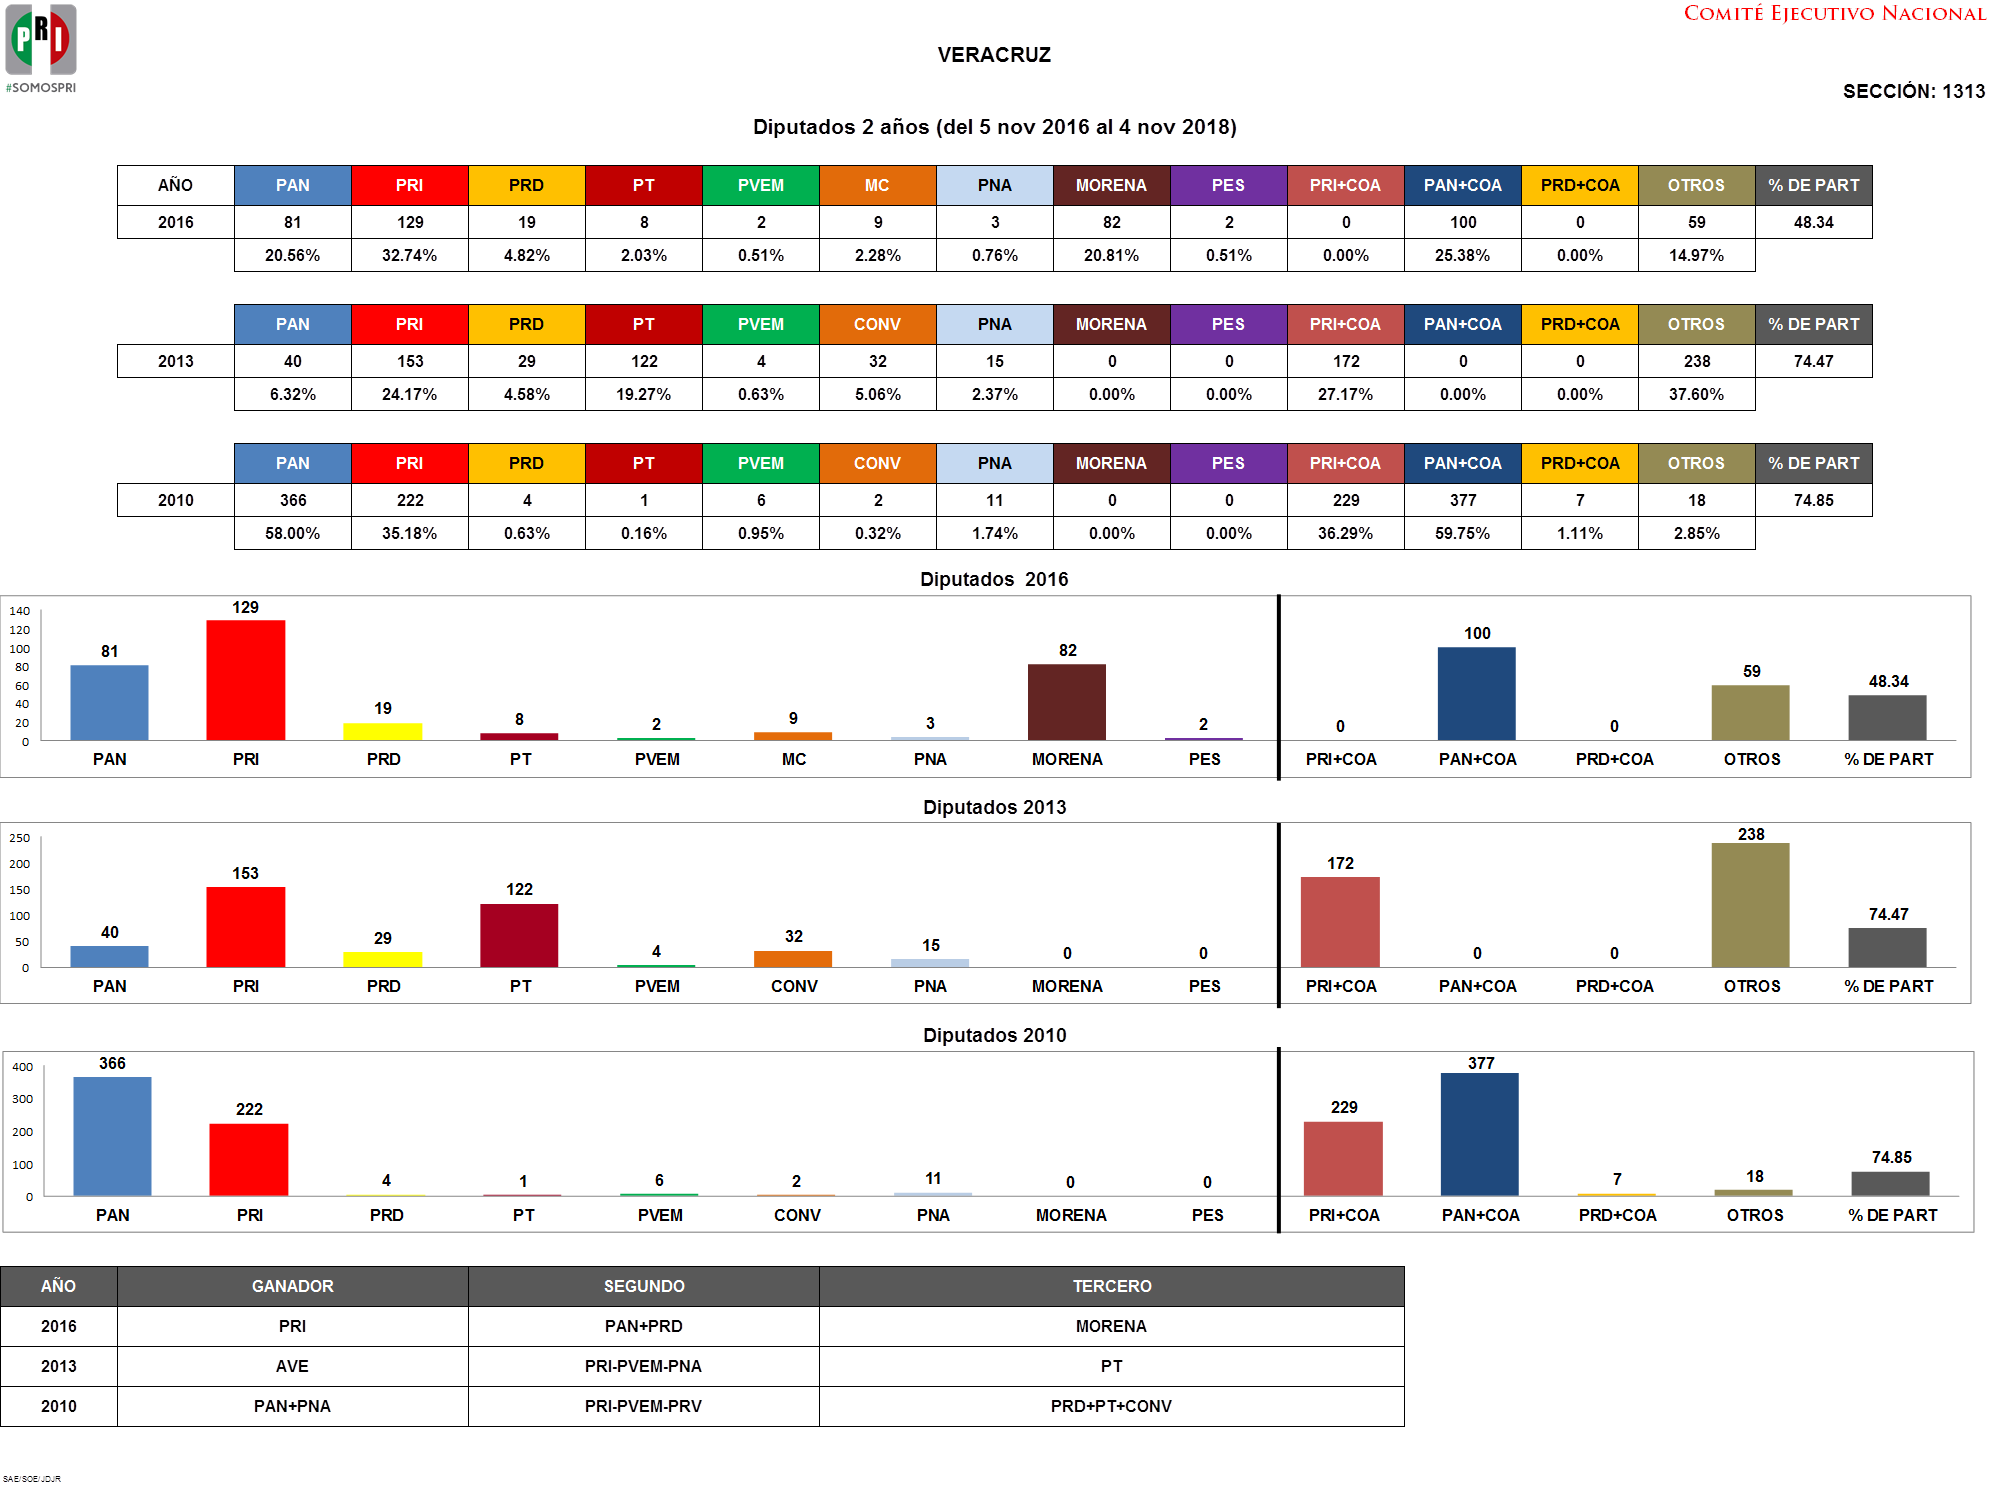 PRI
#SOMOSPRI
COMITÉ EJECUTIVO NACIONAL
VERACRUZ
SECCIÓN: 1313
Diputados 2 años (del 5 nov 2016 al 4 nov 2018)
AÑO PAN PRI PRD PT PVEM MC PNA MORENA PES PRI+COA PAN+COA PRD+COA OTROS % DE PART
2016 81 129 19 8 2 9 3 82 2 0 100 0 59 48.34
20.56% 32.74% 4.82% 2.03% 0.51% 2.28% 0.76% 20.81% 0.51% 0.00% 25.38% 0.00% 14.97%
PAN PRI PRD PT PVEM CONV PNA MORENA PES PRI+COA PAN+COA PRD+COA OTROS % DE PART
2013 40 153 29 122 4 32 15 0 0 172 0 0 238 74.47
6.32% 24.17% 4.58% 19.27% 0.63% 5.06% 2.37% 0.00% 0.00% 27.17% 0.00% 0.00% 37.60%
PAN PRI PRD PT PVEM CONV PNA MORENA PES PRI+COA PAN+COA PRD+COA OTROS % DE PART
2010 366 222 4 1 6 2 11 0 0 229 377 7 18 74.85
58.00% 35.18% 0.63% 0.16% 0.95% 0.32% 1.74% 0.00% 0.00% 36.29% 59.75% 1.11% 2.85%
Diputados 2016
140
120
100
80
60
40
20
0
81 129 19 8 2 9 3 82 2 0 100 0 59 48.34
PAN PRI PRD PT PVEM MC PNA MORENA PES PRI+COA PAN+COA PRD+COA OTROS % DE PART
Diputados 2013
250
200
150
100
50
0
40 153 29 122 4 32 15 0 0 172 0 0 238 74.47
PAN PRI PRD PT PVEM CONV PNA MORENA PES PRI+COA PAN+COA PRD+COA OTROS % DE PART
Diputados 2010
400
300
200
100
0
366 222 4 1 6 2 11 0 0 229 377 7 18 74.85
PAN PRI PRD PT PVEM CONV PNA MORENA PES PRI+COA PAN+COA PRD+COA OTROS % DE PART
AÑO GANADOR SEGUNDO TERCERO
2016 PRI PAN+PRD MORENA
2013 AVE PRI-PVEM-PNA PT
2010 PAN+PNA PRI-PVEM-PRV PRD+PT+CONV
SAE/SOE/JDJR